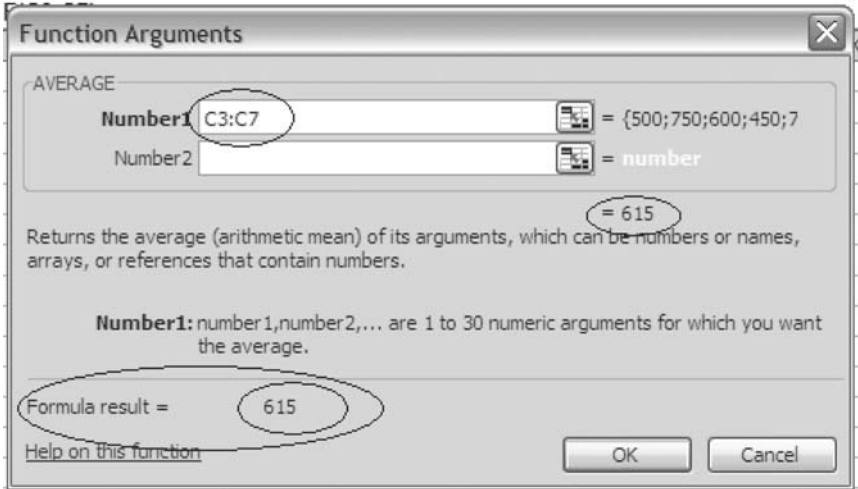 Function Arguments
AVERAGE
Number1 C3:C7 = {500;750;600;450;7
Number2 = number
= 615
Returns the average (arithmetic mean) of its arguments, which can be numbers or names,
arrays, or references that contain numbers.
Number1: number1,number2,... are 1 to 30 numeric arguments for which you want
the average.
Formula result = 615
Help on this function OK Cancel